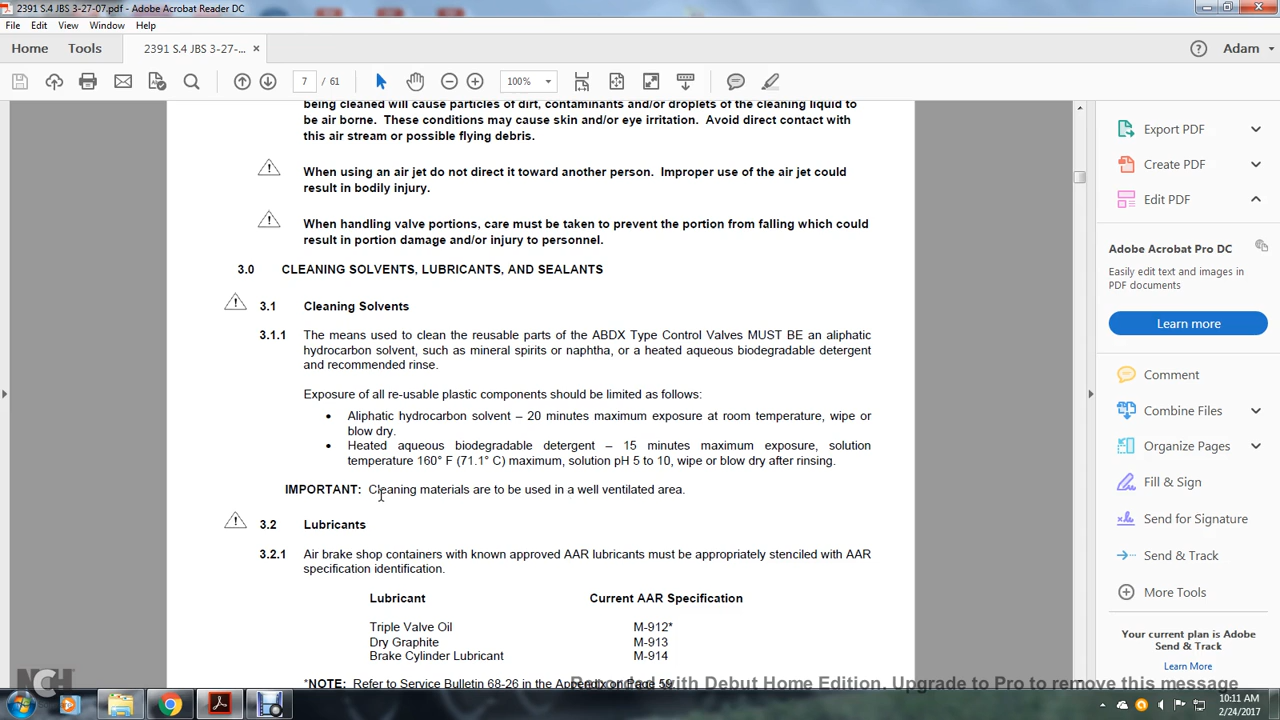 2391 S.4 JBS 3-27-07.pdf - Adobe Acrobat Reader DC
File Edit View Window Help
Home Tools 2391 S.4 JBS 3-27-... × Adam
7 / 61 100%
being cleaned will cause particles of dirt, contaminants and/or droplets of the cleaning liquid to
be air borne. These conditions may cause skin and/or eye irritation. Avoid direct contact with
this air stream or possible flying debris.
When using an air jet do not direct it toward another person. Improper use of the air jet could
result in bodily injury.
When handling valve portions, care must be taken to prevent the portion from falling which could
result in portion damage and/or injury to personnel.
3.0 CLEANING SOLVENTS, LUBRICANTS, AND SEALANTS
3.1 Cleaning Solvents
3.1.1 The means used to clean the reusable parts of the ABDX Type Control Valves MUST BE an aliphatic
hydrocarbon solvent, such as mineral spirits or naphtha, or a heated aqueous biodegradable detergent
and recommended rinse.
Exposure of all re-usable plastic components should be limited as follows:
• Aliphatic hydrocarbon solvent – 20 minutes maximum exposure at room temperature, wipe or
blow dry.
• Heated aqueous biodegradable detergent – 15 minutes maximum exposure, solution
temperature 160° F (71.1° C) maximum, solution pH 5 to 10, wipe or blow dry after rinsing.
IMPORTANT: Cleaning materials are to be used in a well ventilated area.
3.2 Lubricants
3.2.1 Air brake shop containers with known approved AAR lubricants must be appropriately stenciled with AAR
specification identification.
Lubricant Current AAR Specification
Triple Valve Oil M-912*
Dry Graphite M-913
Brake Cylinder Lubricant M-914
*NOTE: Refer to Service Bulletin 68-26 in the Appendix on Page 59
Export PDF
Create PDF
Edit PDF
Adobe Acrobat Pro DC
Easily edit text and images in
PDF documents
Learn more
Comment
Combine Files
Organize Pages
Fill & Sign
Send for Signature
Send & Track
More Tools
Your current plan is Adobe
Send & Track
Learn More
NCH
Recorded with Debut Home Edition. Upgrade to Pro to remove this message
10:11 AM
2/24/2017